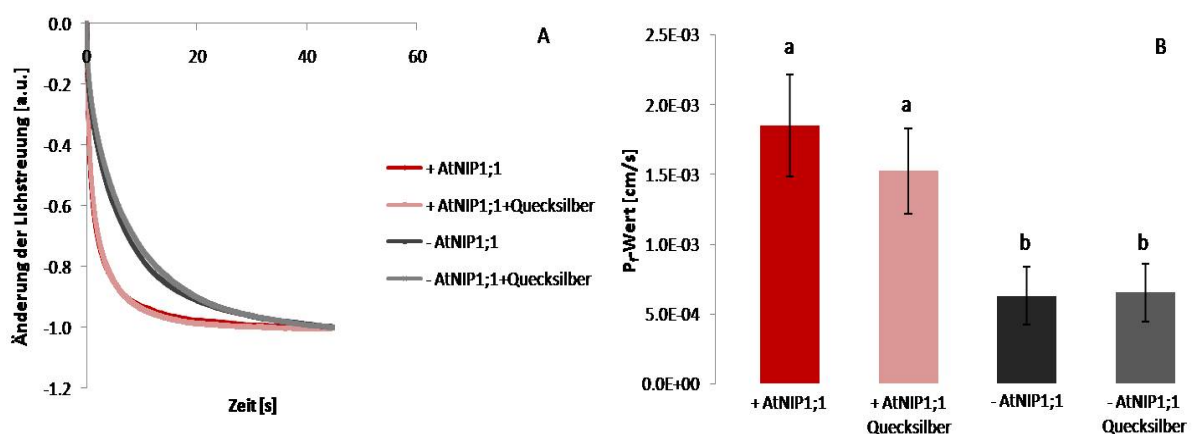 A
0.0
-0.2
-0.4
-0.6
-0.8
-1.0
-1.2
0
20
40
60
Änderung der Lichstreuung [a.u.]
Zeit [s]
+ AtNIP1;1
+ AtNIP1;1+Quecksilber
- AtNIP1;1
- AtNIP1;1+Quecksilber
B
2.5E-03
2.0E-03
1.5E-03
1.0E-03
5.0E-04
0.0E+00
Pf-Wert [cm/s]
a
a
b
b
+ AtNIP1;1
+ AtNIP1;1
Quecksilber
- AtNIP1;1
- AtNIP1;1
Quecksilber